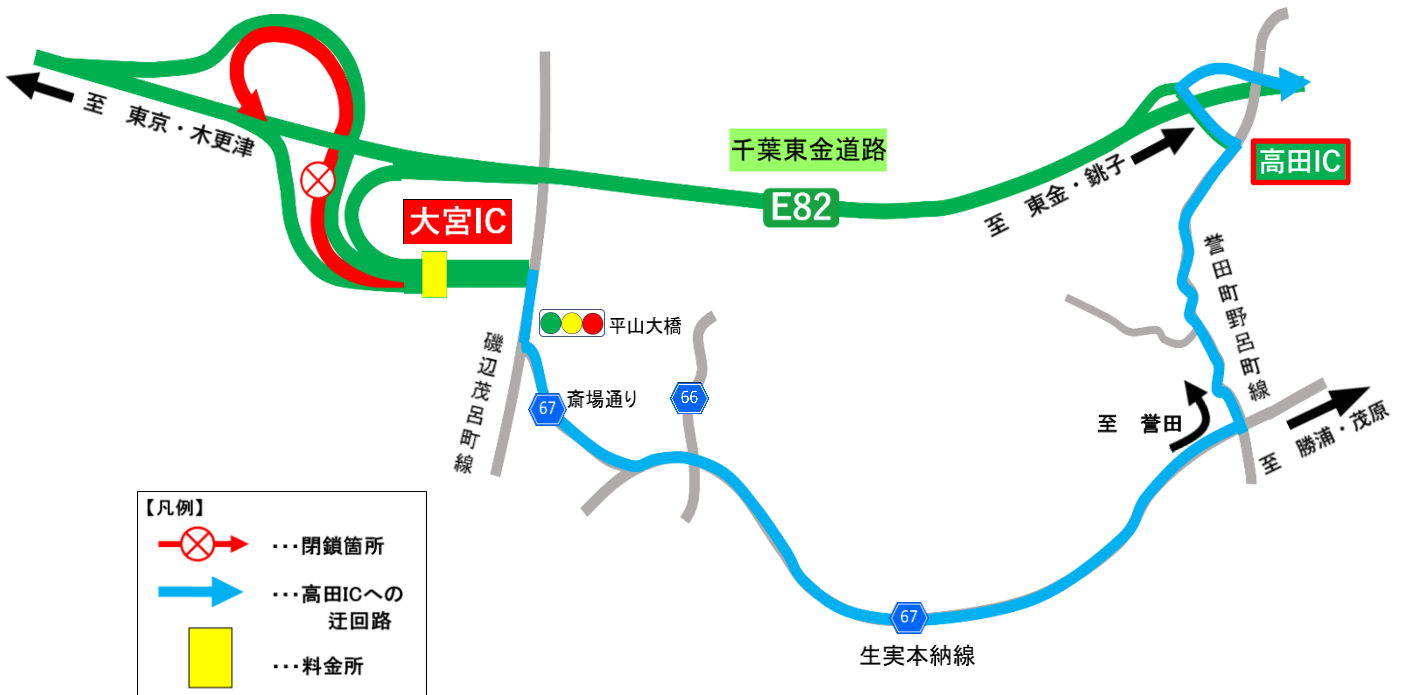 至　東京・木更津
千葉東金道路
E82
至　東金・銚子
高田IC
大宮IC
平山大橋
磯辺茂呂町線
67
斎場通り
66
誉田町野呂町線
至　誉田
至　勝浦・茂原
67
生実本納線
【凡例】
・・・閉鎖箇所
・・・高田ICへの
迂回路
・・・料金所